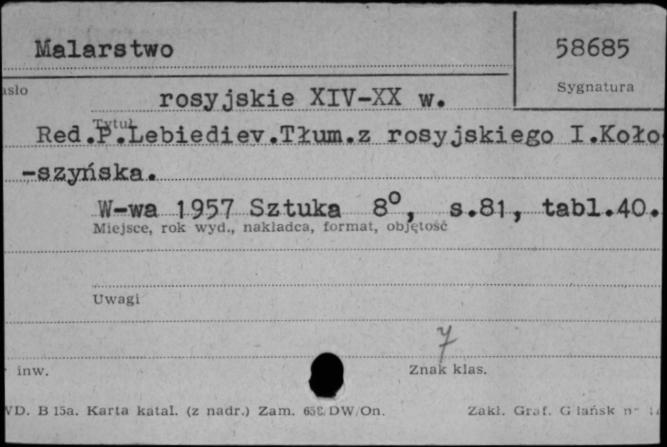 Malarstwo
58685
Sygnatura
rosyjskie XIV-XX w.
Tytuł
Red.P.Lebiediev.Tłum.z rosyjskiego I.Koło
-szyńska.
W-wa 1957 Sztuka 8°, s.81, tabl.40.
Miejsce, rok wyd., nakładca, format, objętość
Uwagi
7
inw.
Znak klas.
B 15a. Karta katal. (z nadr.) Zam. DW/On.
Zakł. Graf.